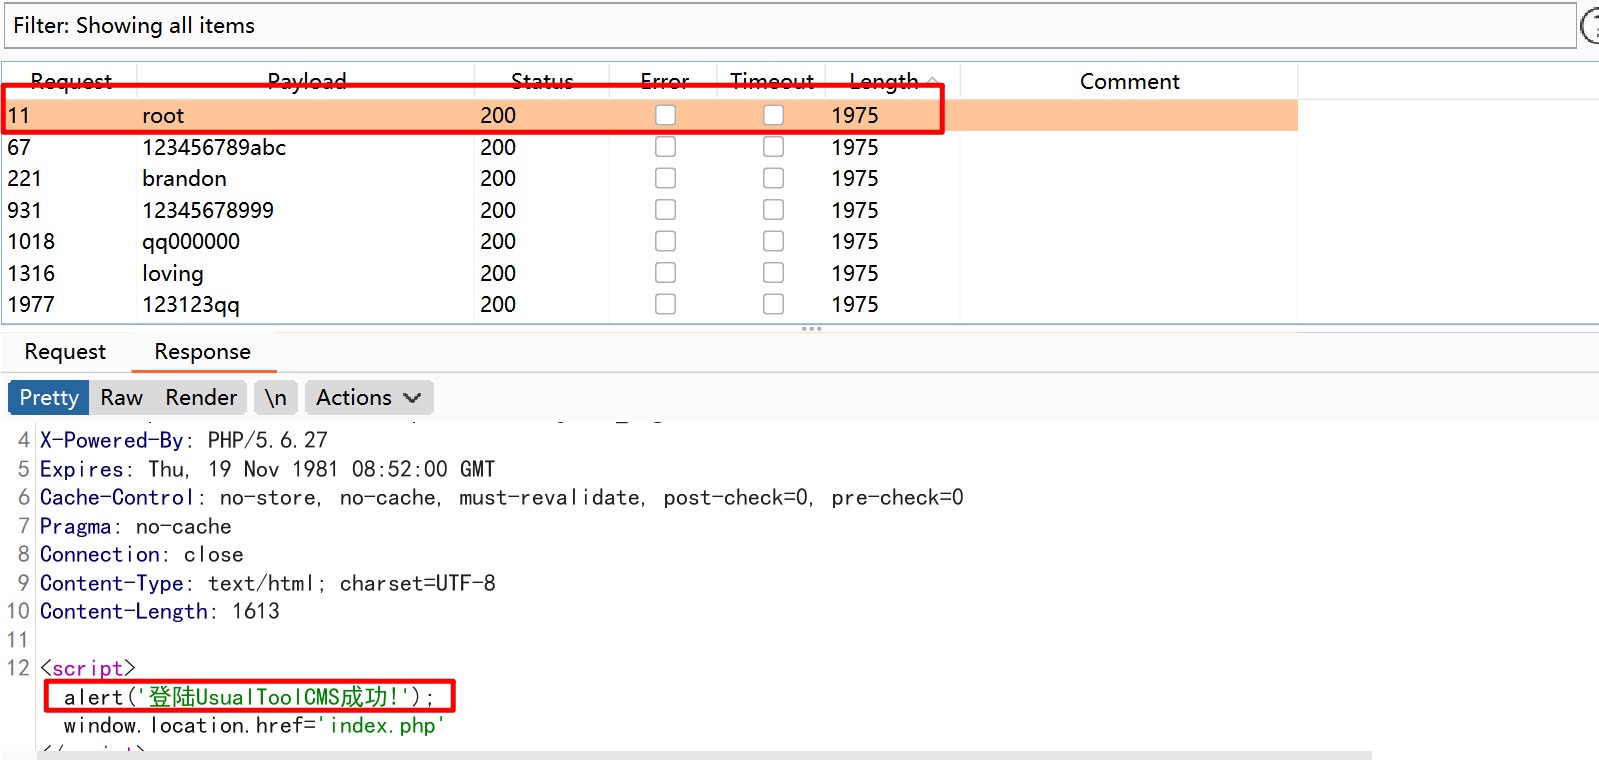 Filter: Showing all items
Request Payload Status Error Timeout Length Comment
11 root 200 1975
67 123456789abc 200 1975
221 brandon 200 1975
931 12345678999 200 1975
1018 qq000000 200 1975
1316 loving 200 1975
1977 123123qq 200 1975
Request Response
Pretty Raw Render \n Actions
4 X-Powered-By: PHP/5.6.27
5 Expires: Thu, 19 Nov 1981 08:52:00 GMT
6 Cache-Control: no-store, no-cache, must-revalidate, post-check=0, pre-check=0
7 Pragma: no-cache
8 Connection: close
9 Content-Type: text/html; charset=UTF-8
10 Content-Length: 1613
11
12 <script>
alert('登陆UsualToolCMS成功!');
window.location.href='index.php'
</script>